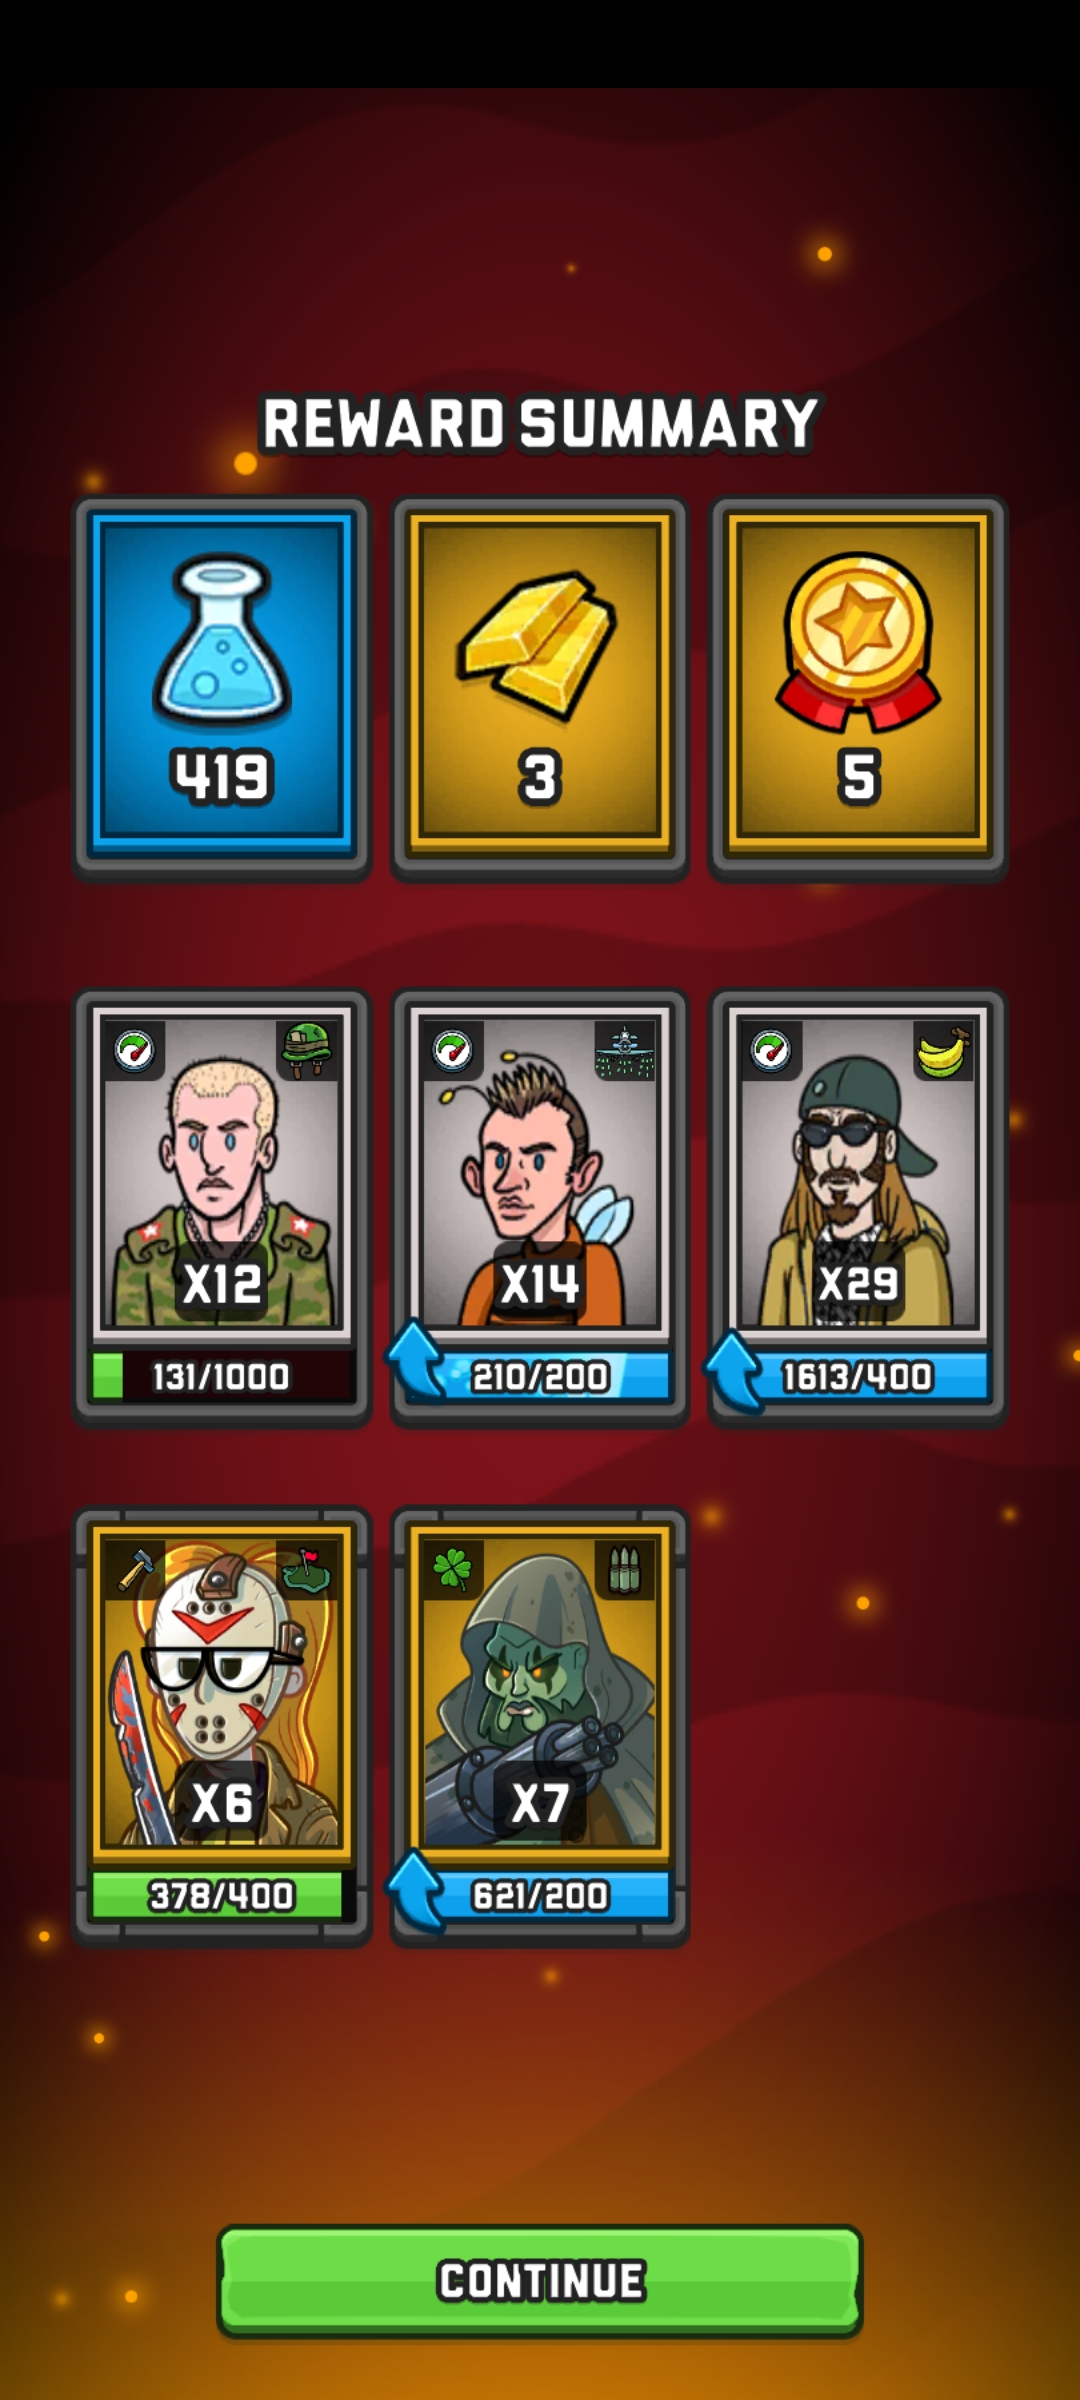 REWARD SUMMARY
419
3
5
X12
X14
X29
131/1000
210/200
1613/400
X6
X7
378/400
621/200
CONTINUE